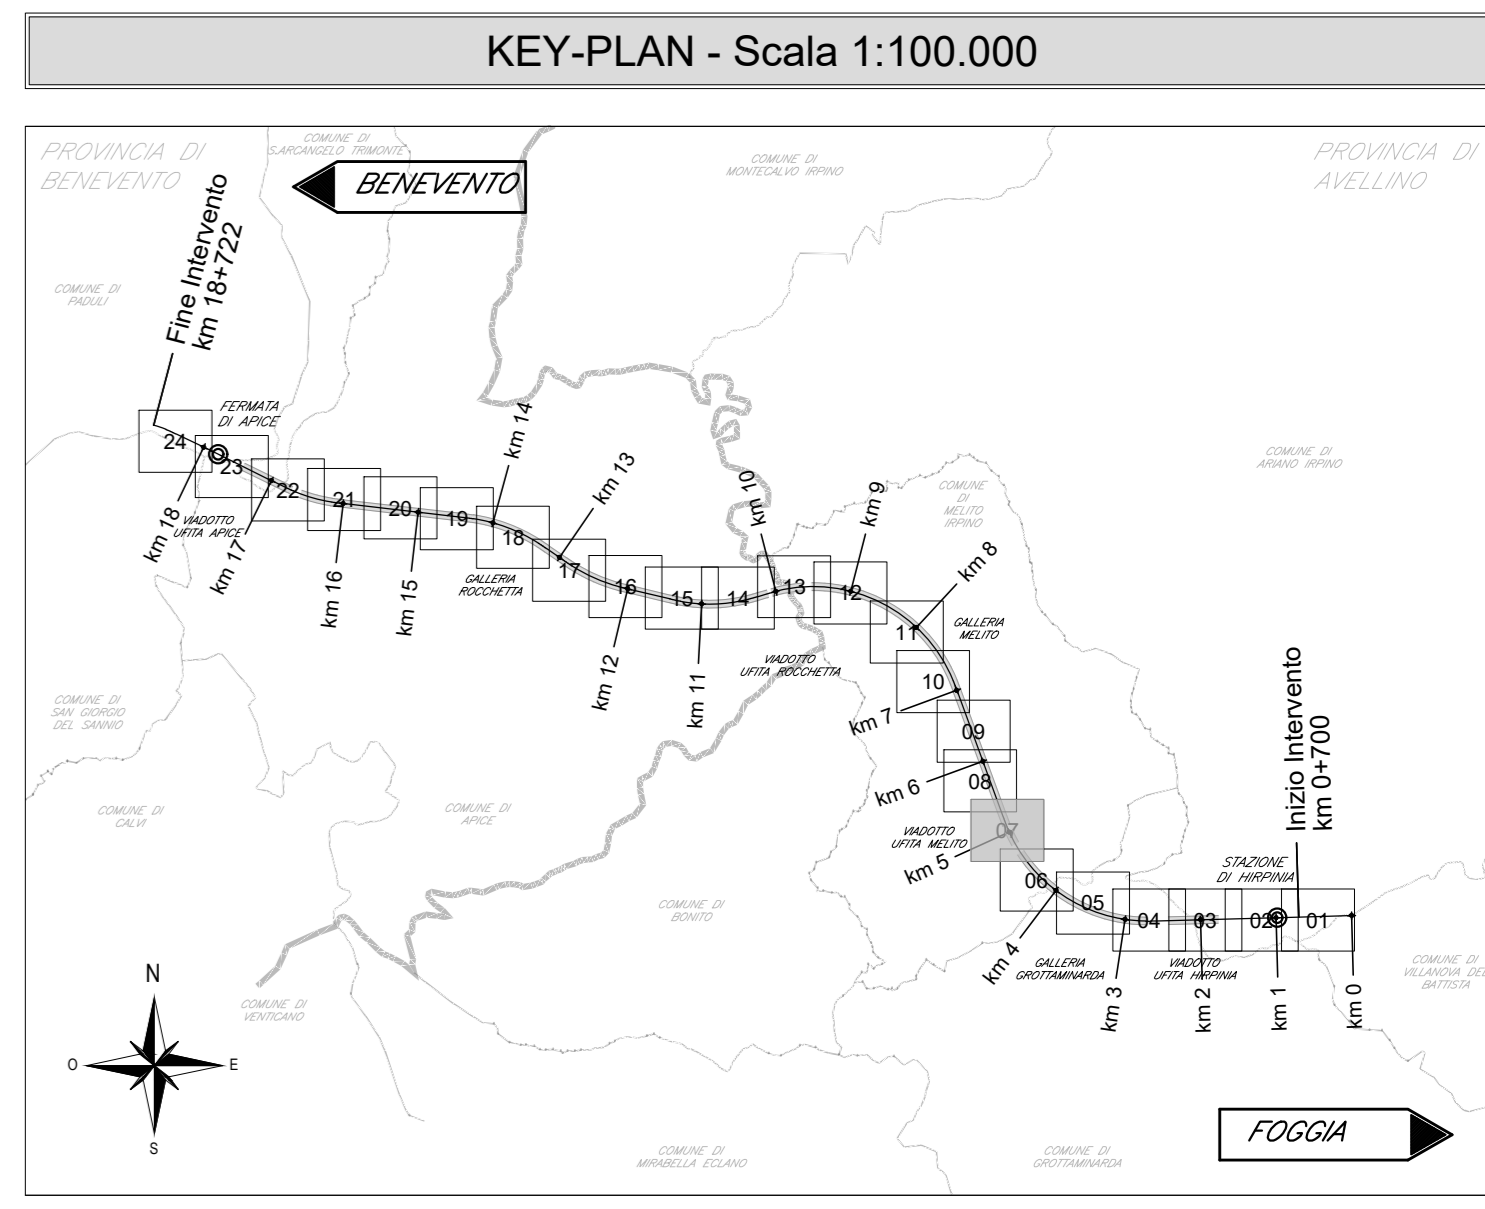 KEY-PLAN - Scala 1:100.000
PROVINCIA DI
BENEVENTO
COMUNE DI
S.ARCANGELO TRIMONTE
BENEVENTO
COMUNE DI
MONTECALVO IRPINO
PROVINCIA DI
AVELLINO
Fine Intervento
km 18+722
COMUNE DI
PADULI
FERMATA
DI APICE
24
23
22
21
20
19
18
17
16
15
14
13
12
11
10
09
08
07
06
05
04
03
02
01
km 18
km 17
km 16
km 15
km 14
km 13
km 12
km 11
km 10
km 9
km 8
km 7
km 6
km 5
km 4
km 3
km 2
km 1
km 0
VIADOTTO
UFITA APICE
GALLERIA
ROCCHETTA
VIADOTTO
UFITA ROCCHETTA
GALLERIA
MELITO
COMUNE
DI
MELITO
IRPINO
COMUNE DI
ARIANO IRPINO
COMUNE DI
SAN GIORGIO
DEL SANNIO
COMUNE DI
CALVI
COMUNE DI
APICE
VIADOTTO
UFITA MELITO
Inizio Intervento
km 0+700
STAZIONE
DI HIRPINIA
COMUNE DI
BONITO
GALLERIA
GROTTAMINARDA
VIADOTTO
UFITA HIRPINIA
COMUNE DI
VILLANOVA DEL
BATTISTA
COMUNE DI
VENTICANO
N
O
E
S
FOGGIA
COMUNE DI
MIRABELLA ECLANO
COMUNE DI
GROTTAMINARDA